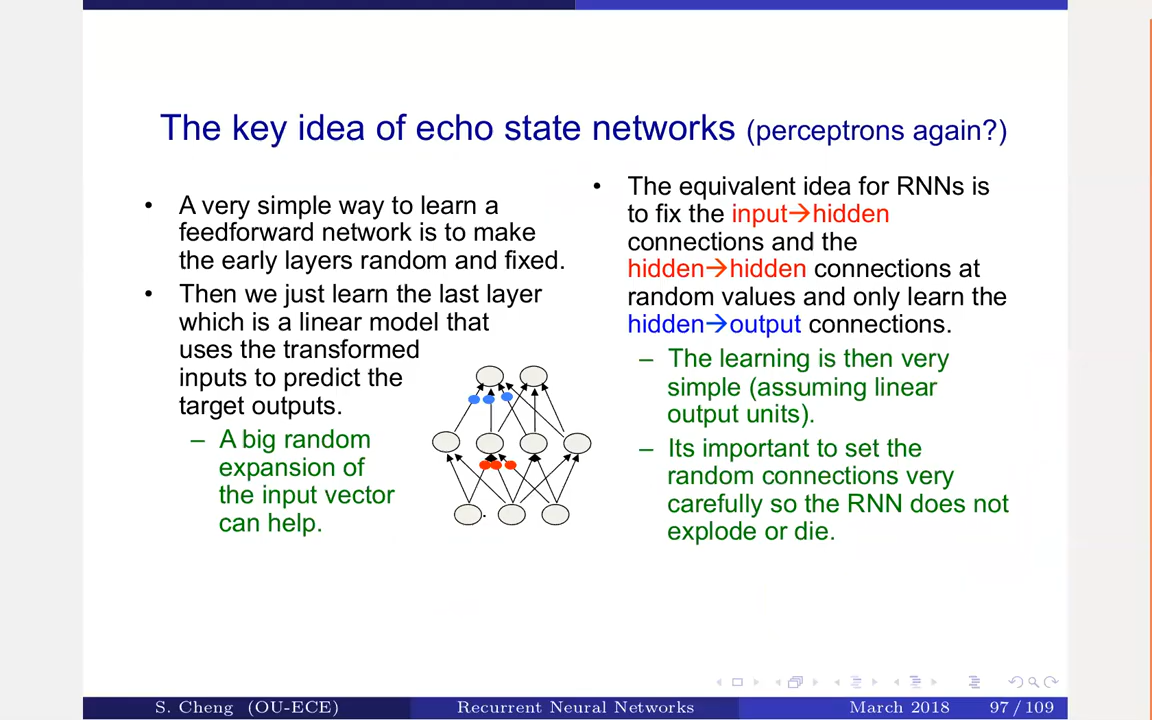 The key idea of echo state networks (perceptrons again?)
• A very simple way to learn a
feedforward network is to make
the early layers random and fixed.
• Then we just learn the last layer
which is a linear model that
uses the transformed
inputs to predict the
target outputs.
– A big random
expansion of
the input vector
can help.
• The equivalent idea for RNNs is
to fix the input→hidden
connections and the
hidden→hidden connections at
random values and only learn the
hidden→output connections.
– The learning is then very
simple (assuming linear
output units).
– Its important to set the
random connections very
carefully so the RNN does not
explode or die.
S. Cheng (OU-ECE) Recurrent Neural Networks March 2018 97 / 109